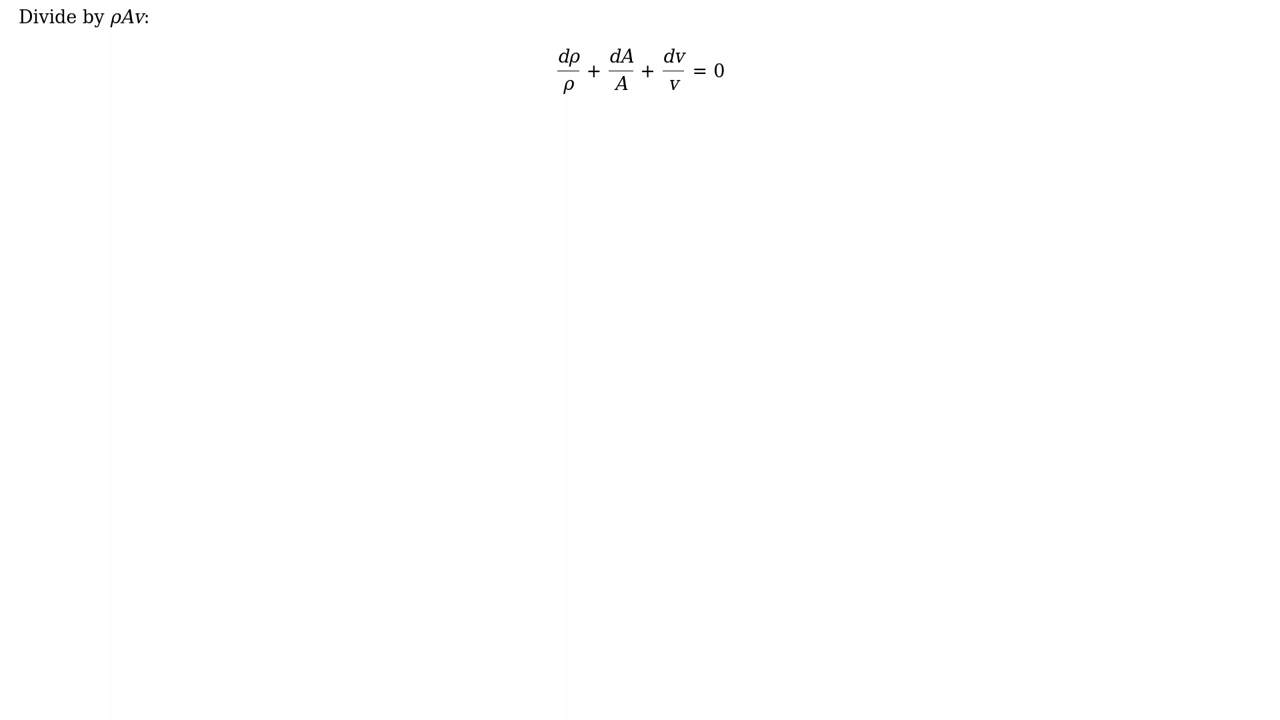 Divide by ρAv:
dρ/ρ + dA/A + dv/v = 0